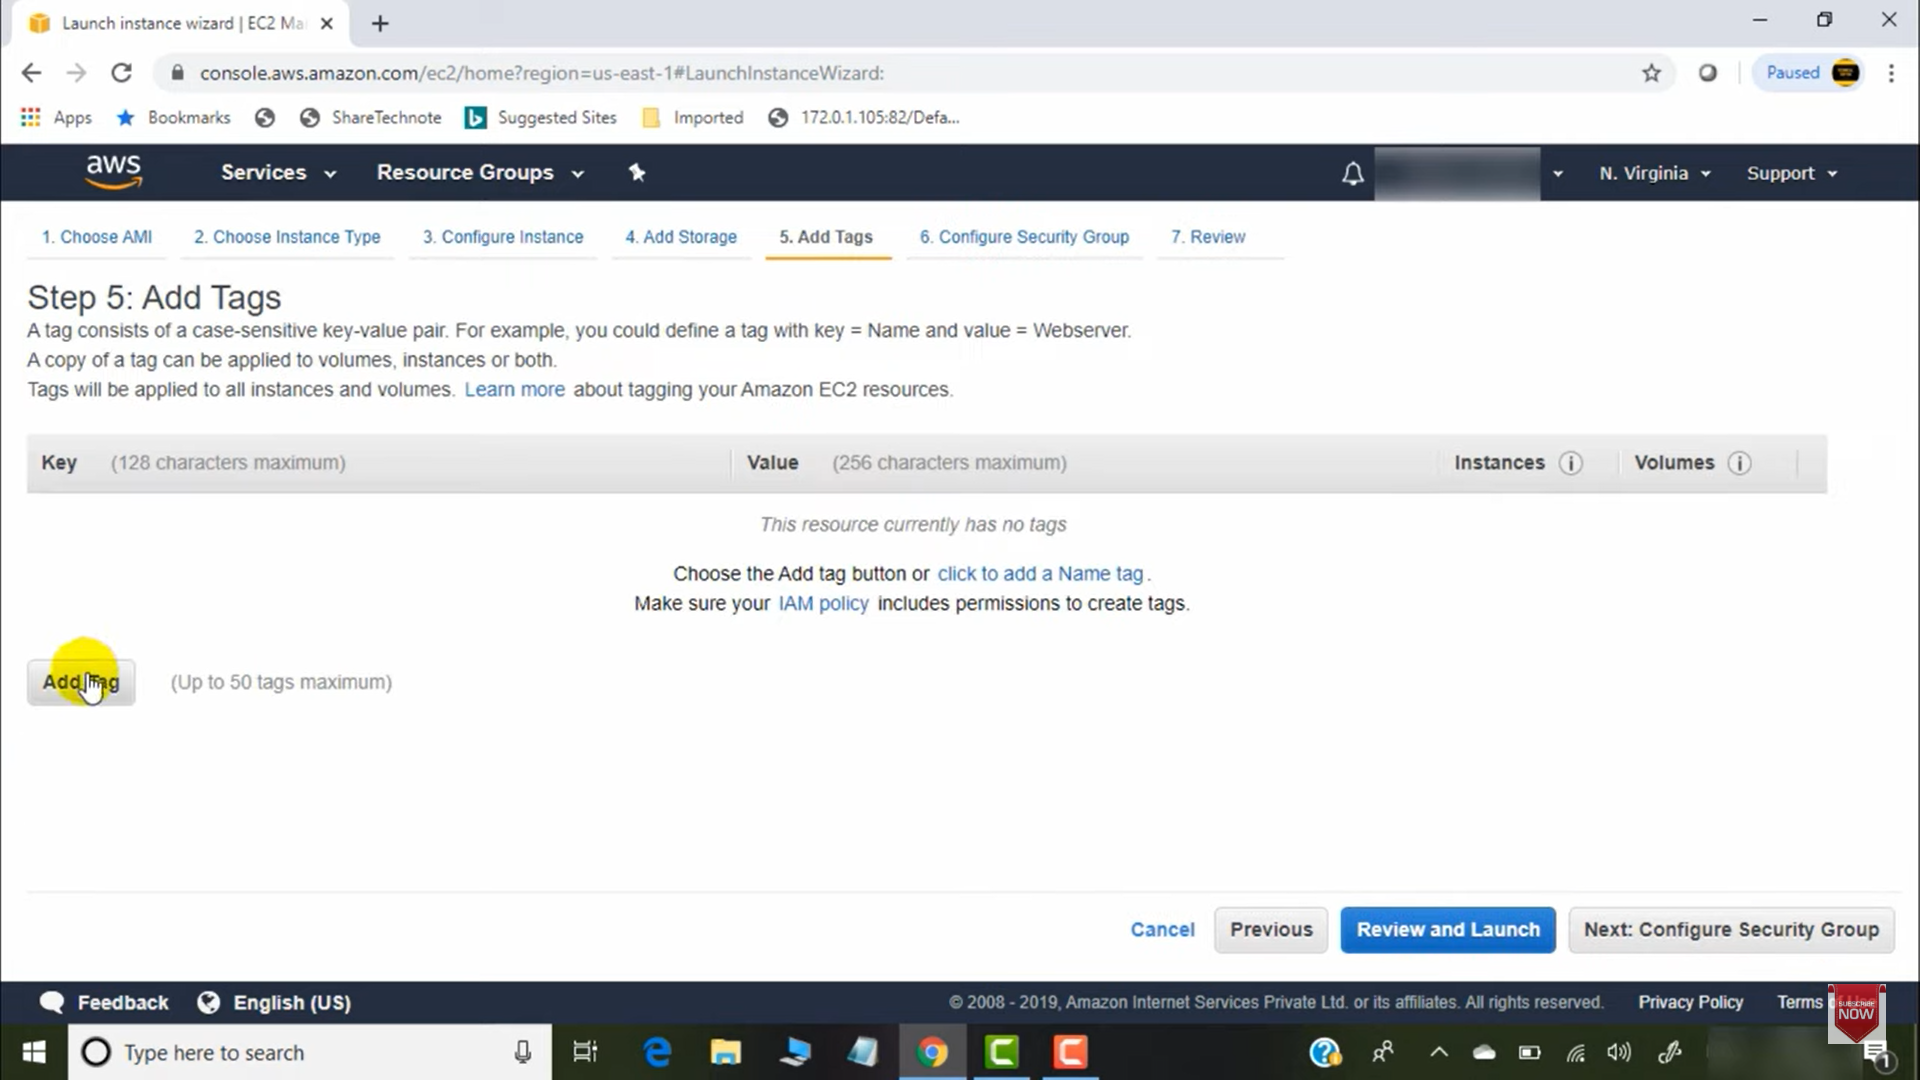 Launch instance wizard | EC2 Ma
console.aws.amazon.com/ec2/home?region=us-east-1#LaunchInstanceWizard:
Paused
Apps Bookmarks ShareTechnote Suggested Sites Imported 172.0.1.105:82/Defa...
aws Services Resource Groups N. Virginia Support
1. Choose AMI 2. Choose Instance Type 3. Configure Instance 4. Add Storage 5. Add Tags 6. Configure Security Group 7. Review
Step 5: Add Tags
A tag consists of a case-sensitive key-value pair. For example, you could define a tag with key = Name and value = Webserver.
A copy of a tag can be applied to volumes, instances or both.
Tags will be applied to all instances and volumes. Learn more about tagging your Amazon EC2 resources.
Key (128 characters maximum) Value (256 characters maximum) Instances Volumes
This resource currently has no tags
Choose the Add tag button or click to add a Name tag.
Make sure your IAM policy includes permissions to create tags.
Add Tag (Up to 50 tags maximum)
Cancel Previous Review and Launch Next: Configure Security Group
Feedback English (US) © 2008 - 2019, Amazon Internet Services Private Ltd. or its affiliates. All rights reserved. Privacy Policy Terms of Use
SUBSCRIBE
NOW
Type here to search
1